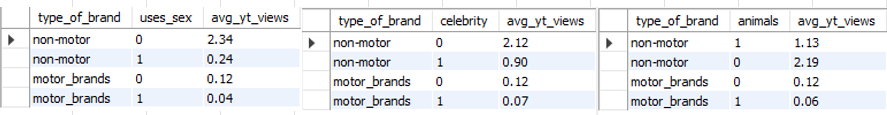 type_of_brand uses_sex avg_yt_views
non-motor 0 2.34
non-motor 1 0.24
motor_brands 0 0.12
motor_brands 1 0.04
type_of_brand celebrity avg_yt_views
non-motor 0 2.12
non-motor 1 0.90
motor_brands 0 0.12
motor_brands 1 0.07
type_of_brand animals avg_yt_views
non-motor 1 1.13
non-motor 0 2.19
motor_brands 0 0.12
motor_brands 1 0.06